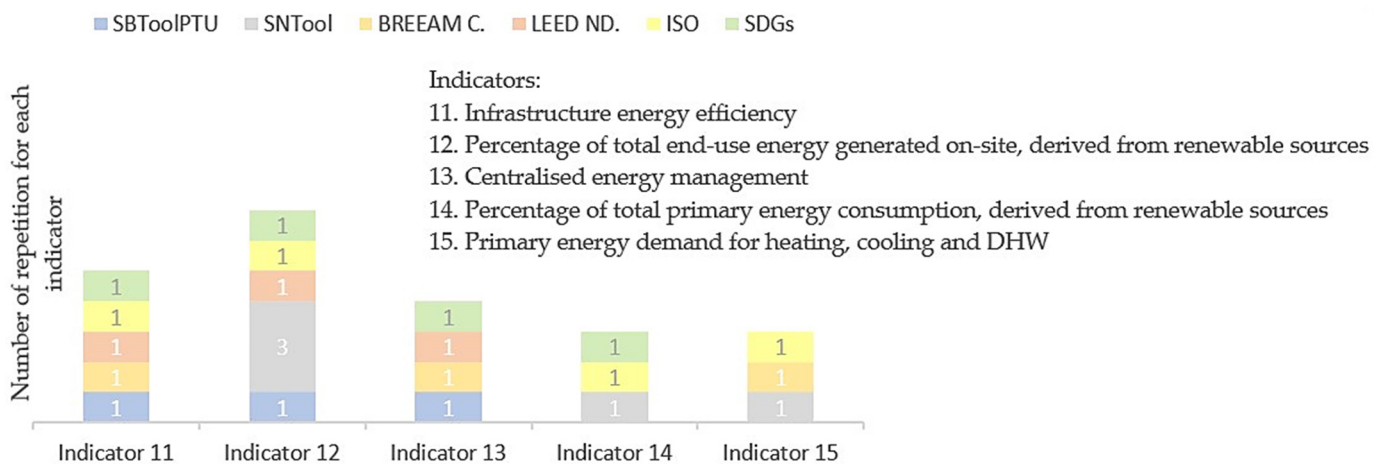 SBToolPTU SNTool BREEAM C. LEED ND. ISO SDGs
Number of repetition for each
indicator
Indicators:
11. Infrastructure energy efficiency
12. Percentage of total end-use energy generated on-site, derived from renewable sources
13. Centralised energy management
14. Percentage of total primary energy consumption, derived from renewable sources
15. Primary energy demand for heating, cooling and DHW
1
1 1
1 1 1 1
1 3 1 1 1
1 1 1 1
1 1 1 1 1
Indicator 11 Indicator 12 Indicator 13 Indicator 14 Indicator 15